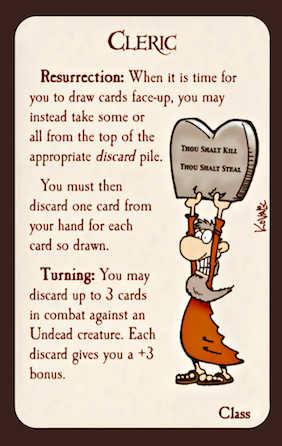 CLERIC
Resurrection: When it is time for
you to draw cards face-up, you may
instead take some or
all from the top of the
appropriate discard pile.
You must then
discard one card from
your hand for each
card so drawn.
Turning: You may
discard up to 3 cards
in combat against an
Undead creature. Each
discard gives you a +3
bonus.
THOU SHALT KILL
THOU SHALT STEAL
Kovalic
Class